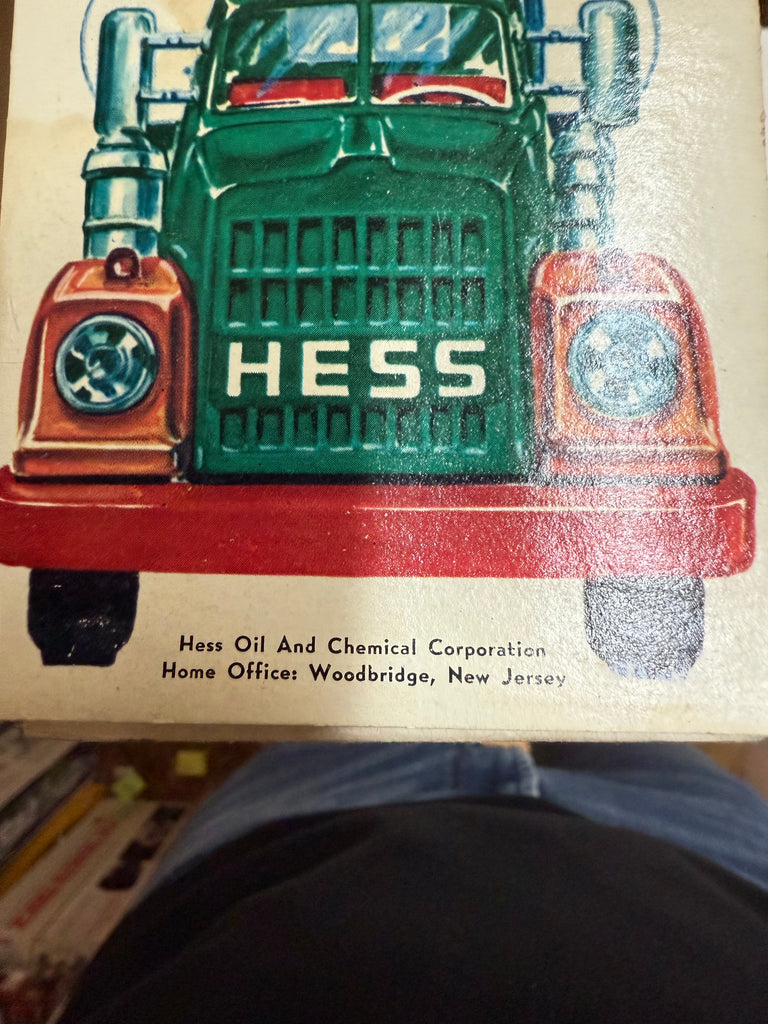 HESS
Hess Oil And Chemical Corporation
Home Office: Woodbridge, New Jersey